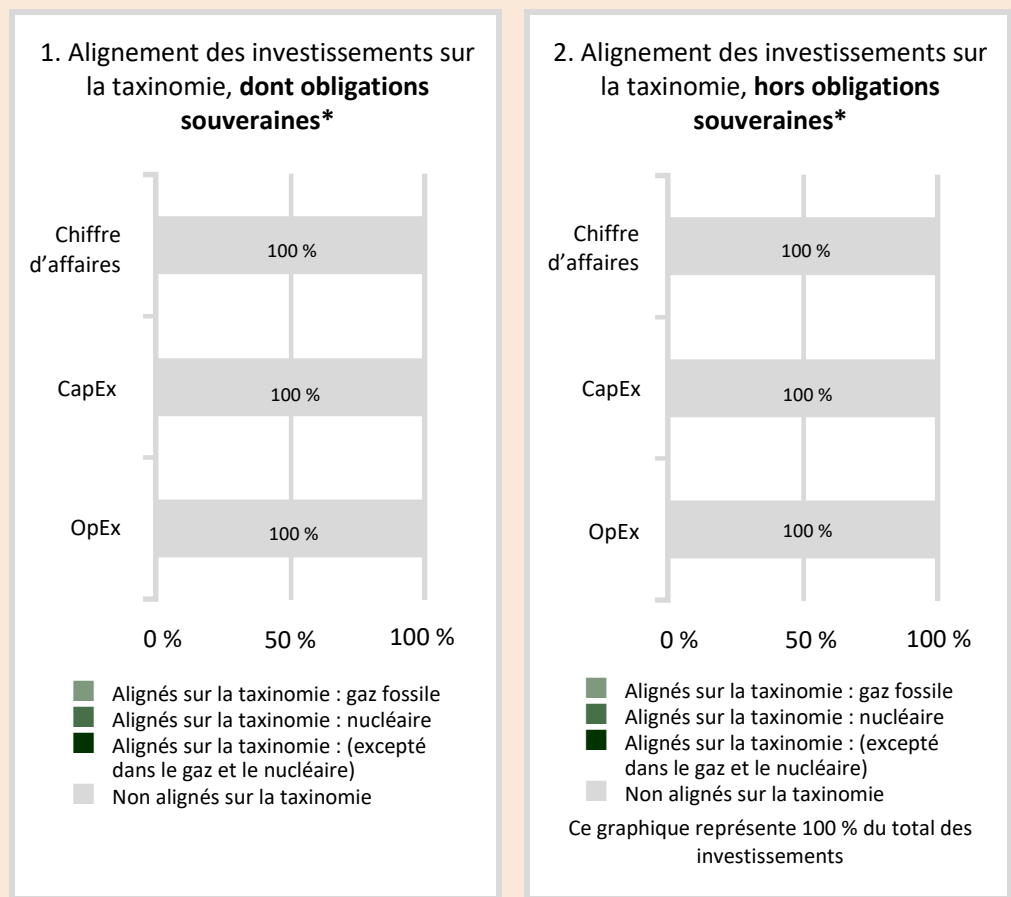 1. Alignement des investissements sur
la taxinomie, dont obligations
souveraines*
Chiffre
d’affaires
100 %
CapEx
100 %
OpEx
100 %
0 %
50 %
100 %
Alignés sur la taxinomie : gaz fossile
Alignés sur la taxinomie : nucléaire
Alignés sur la taxinomie : (excepté
dans le gaz et le nucléaire)
Non alignés sur la taxinomie
2. Alignement des investissements sur
la taxinomie, hors obligations
souveraines*
Chiffre
d’affaires
100 %
CapEx
100 %
OpEx
100 %
0 %
50 %
100 %
Alignés sur la taxinomie : gaz fossile
Alignés sur la taxinomie : nucléaire
Alignés sur la taxinomie : (excepté
dans le gaz et le nucléaire)
Non alignés sur la taxinomie
Ce graphique représente 100 % du total des
investissements